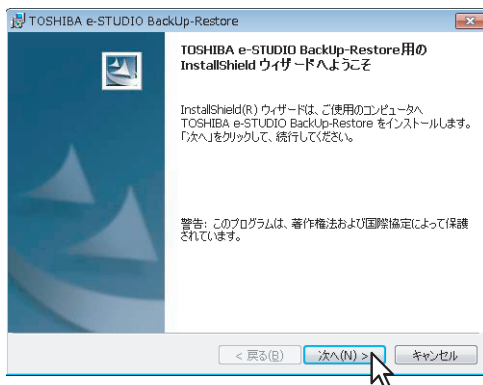 TOSHIBA e-STUDIO BackUp-Restore
TOSHIBA e-STUDIO BackUp-Restore用の
InstallShield ウィザードへようこそ
InstallShield(R) ウィザードは、ご使用のコンピュータへ
TOSHIBA e-STUDIO BackUp-Restore をインストールします。
「次へ」をクリックして、続行してください。
警告: このプログラムは、著作権法および国際協定によって保護
されています。
< 戻る(B) 次へ(N) > キャンセル